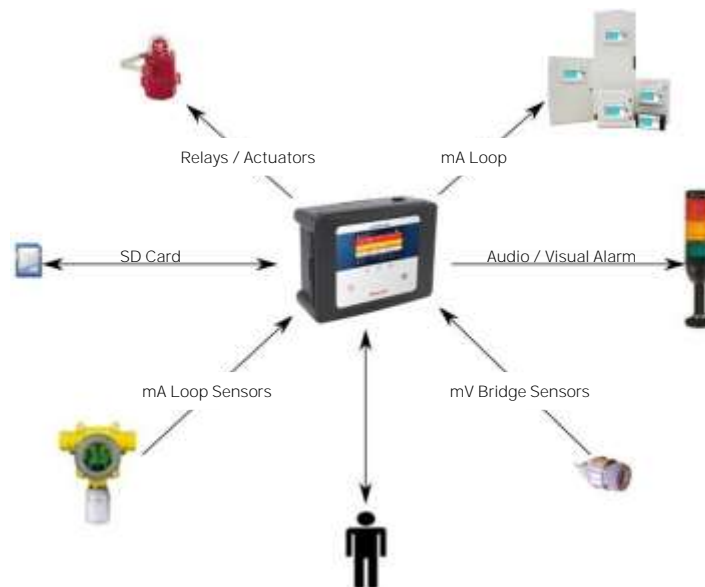 Relays / Actuators
mA Loop
SD Card
Audio / Visual Alarm
mA Loop Sensors
mV Bridge Sensors